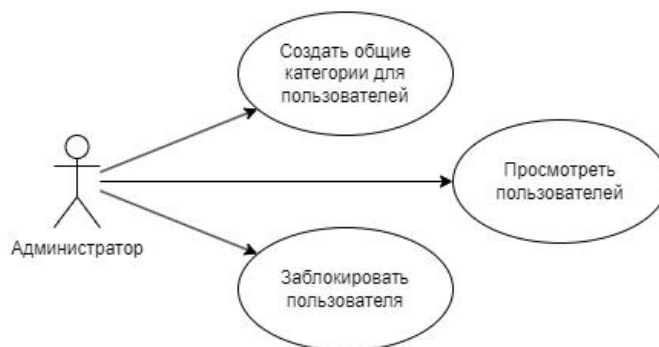 Создать общие
категории для
пользователей
Просмотреть
пользователей
Администратор
Заблокировать
пользователя